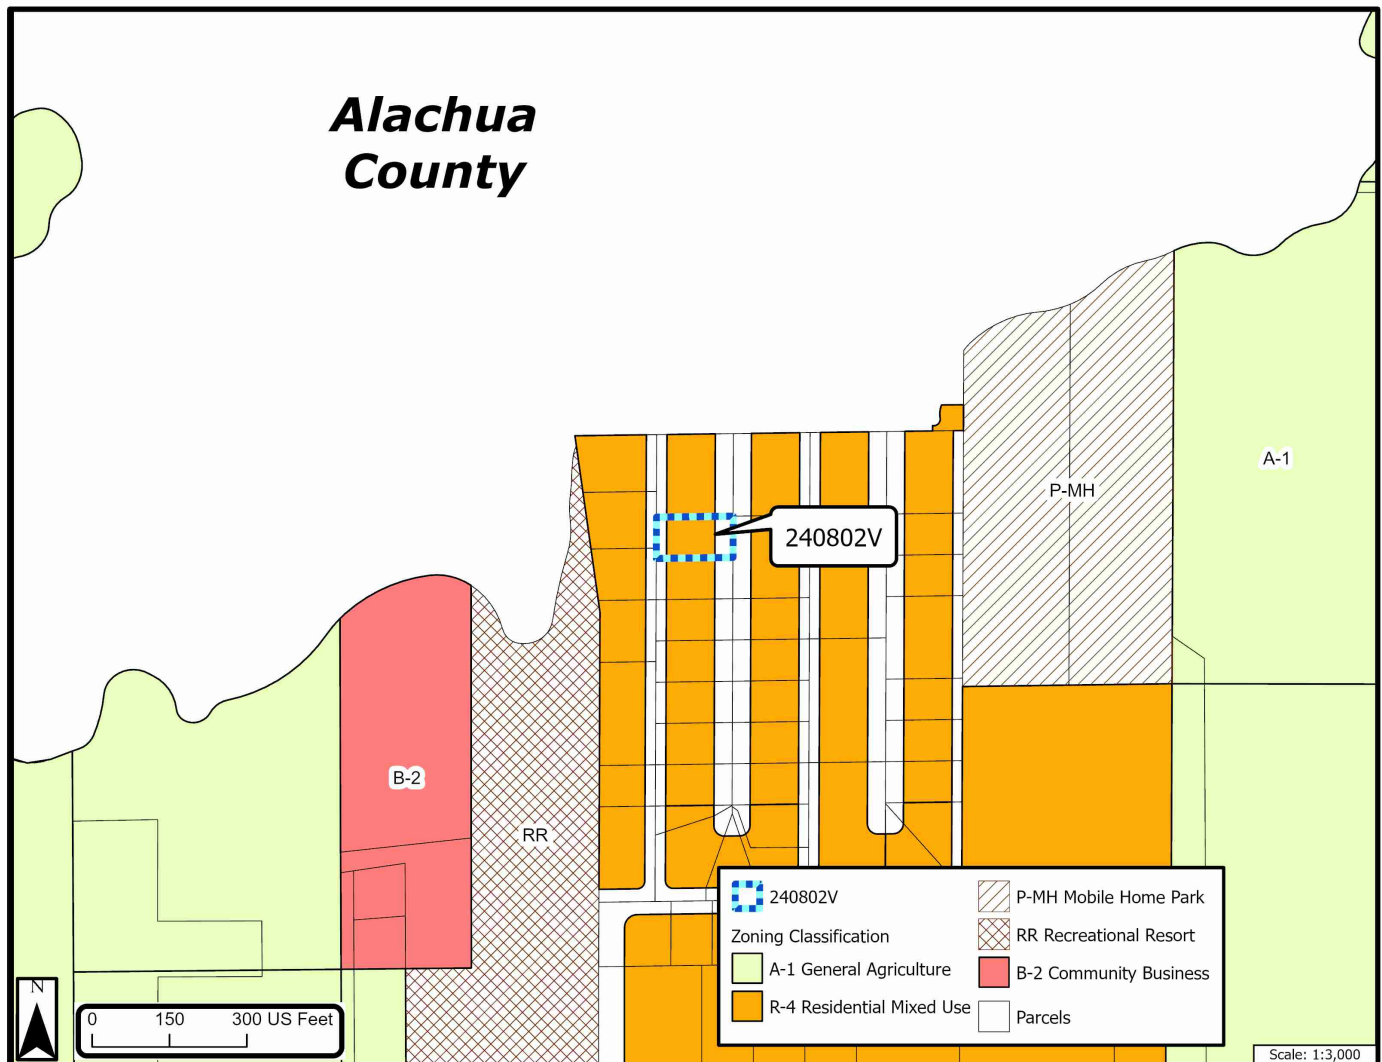 Alachua
County
A-1
P-MH
240802V
B-2
RR
240802V
Zoning Classification
A-1 General Agriculture
R-4 Residential Mixed Use
P-MH Mobile Home Park
RR Recreational Resort
B-2 Community Business
Parcels
N
0 150 300 US Feet
Scale: 1:3,000